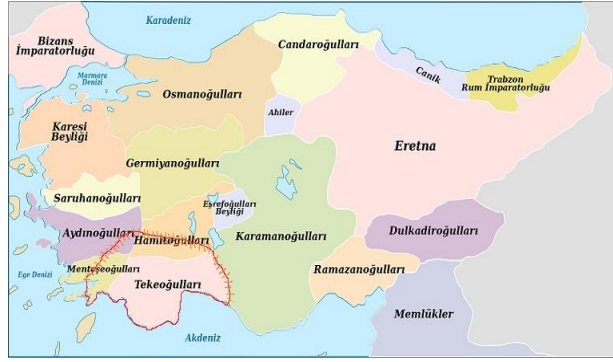 Karadeniz
Bizans
İmparatorluğu
Candaroğulları
Marmara
Denizi
Canik
Trabzon
Rum İmparatorluğu
Osmanoğulları
Ahiler
Karesi
Beyliği
Eretna
Germiyanoğulları
Saruhanoğulları
Eşrefoğulları
Beyliği
Aydınoğulları
Hamitoğulları
Karamanoğulları
Dulkadiroğulları
Menteşeoğulları
Ege Denizi
Ramazanoğulları
Tekeoğulları
Memlükler
Akdeniz